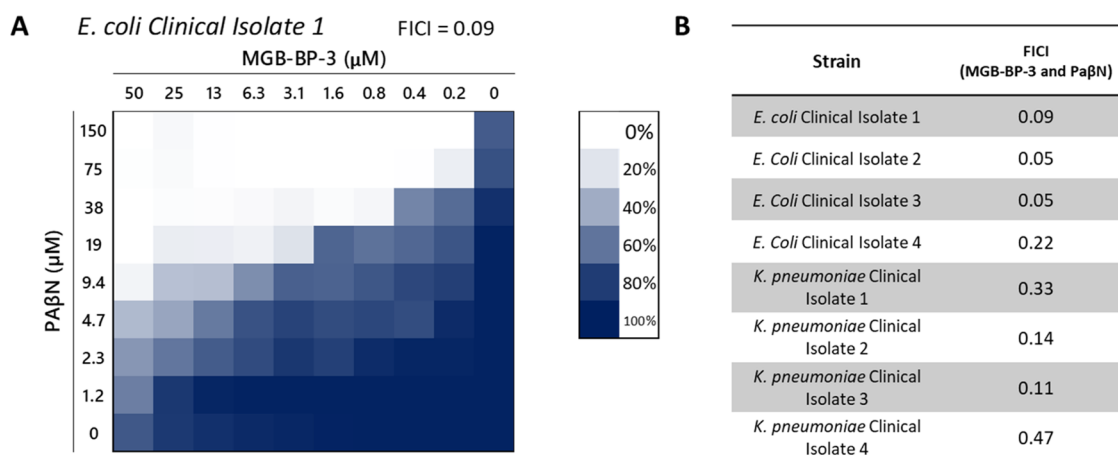 A
E. coli Clinical Isolate 1
FICI = 0.09
MGB-BP-3 (µM)
50 25 13 6.3 3.1 1.6 0.8 0.4 0.2 0
PAβN (µM)
150
75
38
19
9.4
4.7
2.3
1.2
0
0%
20%
40%
60%
80%
100%
B
Strain
FICI
(MGB-BP-3 and PaβN)
E. coli Clinical Isolate 1 0.09
E. Coli Clinical Isolate 2 0.05
E. Coli Clinical Isolate 3 0.05
E. Coli Clinical Isolate 4 0.22
K. pneumoniae Clinical
Isolate 1
0.33
K. pneumoniae Clinical
Isolate 2
0.14
K. pneumoniae Clinical
Isolate 3
0.11
K. pneumoniae Clinical
Isolate 4
0.47